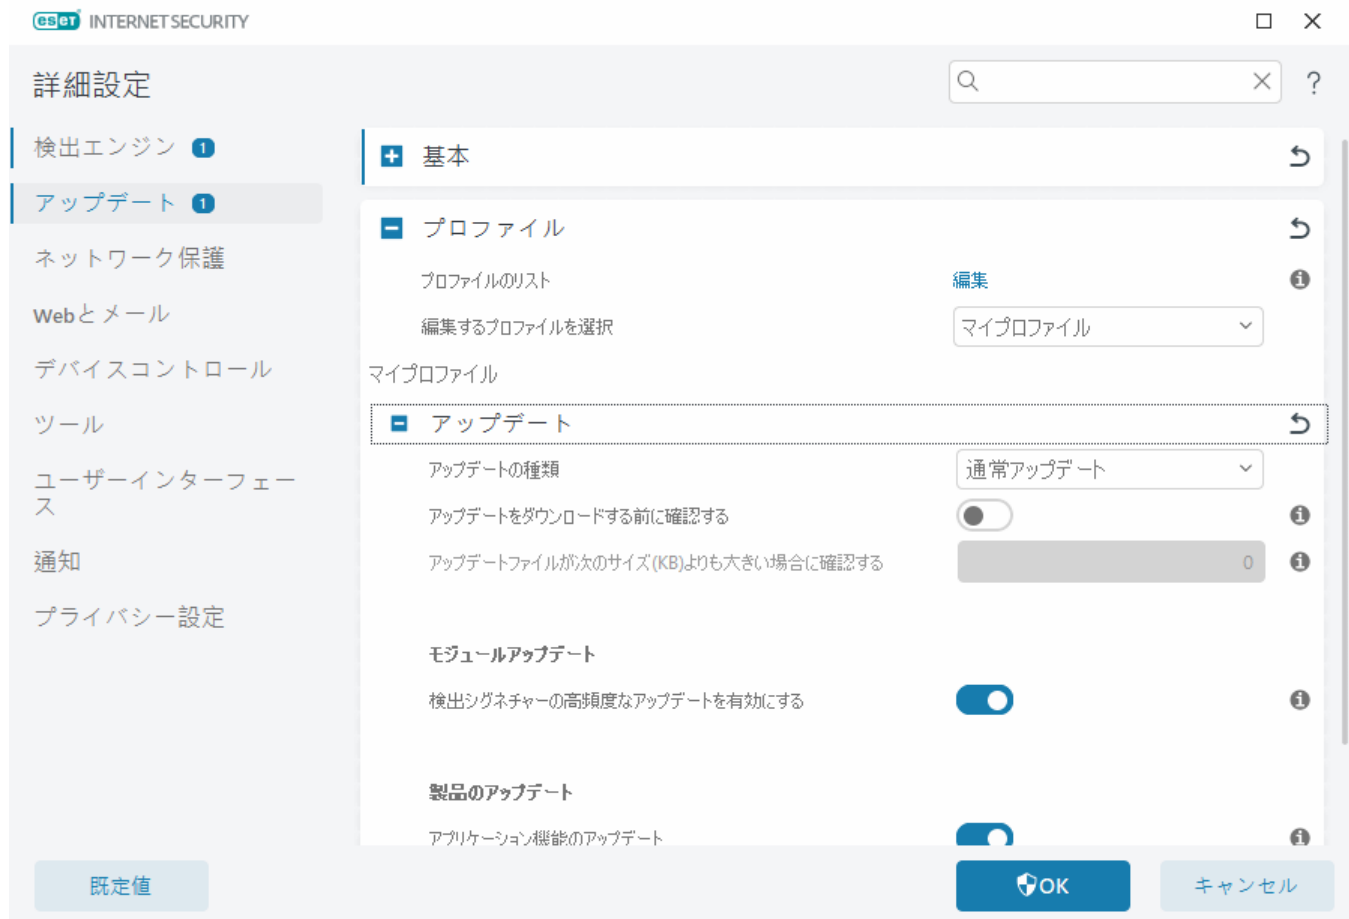 eset INTERNET SECURITY
詳細設定
?
検出エンジン 1
アップデート 1
ネットワーク保護
Webとメール
デバイスコントロール
ツール
ユーザーインターフェー
ス
通知
プライバシー設定
基本
プロファイル
プロファイルのリスト 編集
編集するプロファイルを選択 マイプロファイル
マイプロファイル
アップデート
アップデートの種類 通常アップデート
アップデートをダウンロードする前に確認する
アップデートファイルが次のサイズ(KB)よりも大きい場合に確認する 0
モジュールアップデート
検出シグネチャーの高頻度なアップデートを有効にする
製品のアップデート
アプリケーション機能のアップデート
既定値
OK
キャンセル